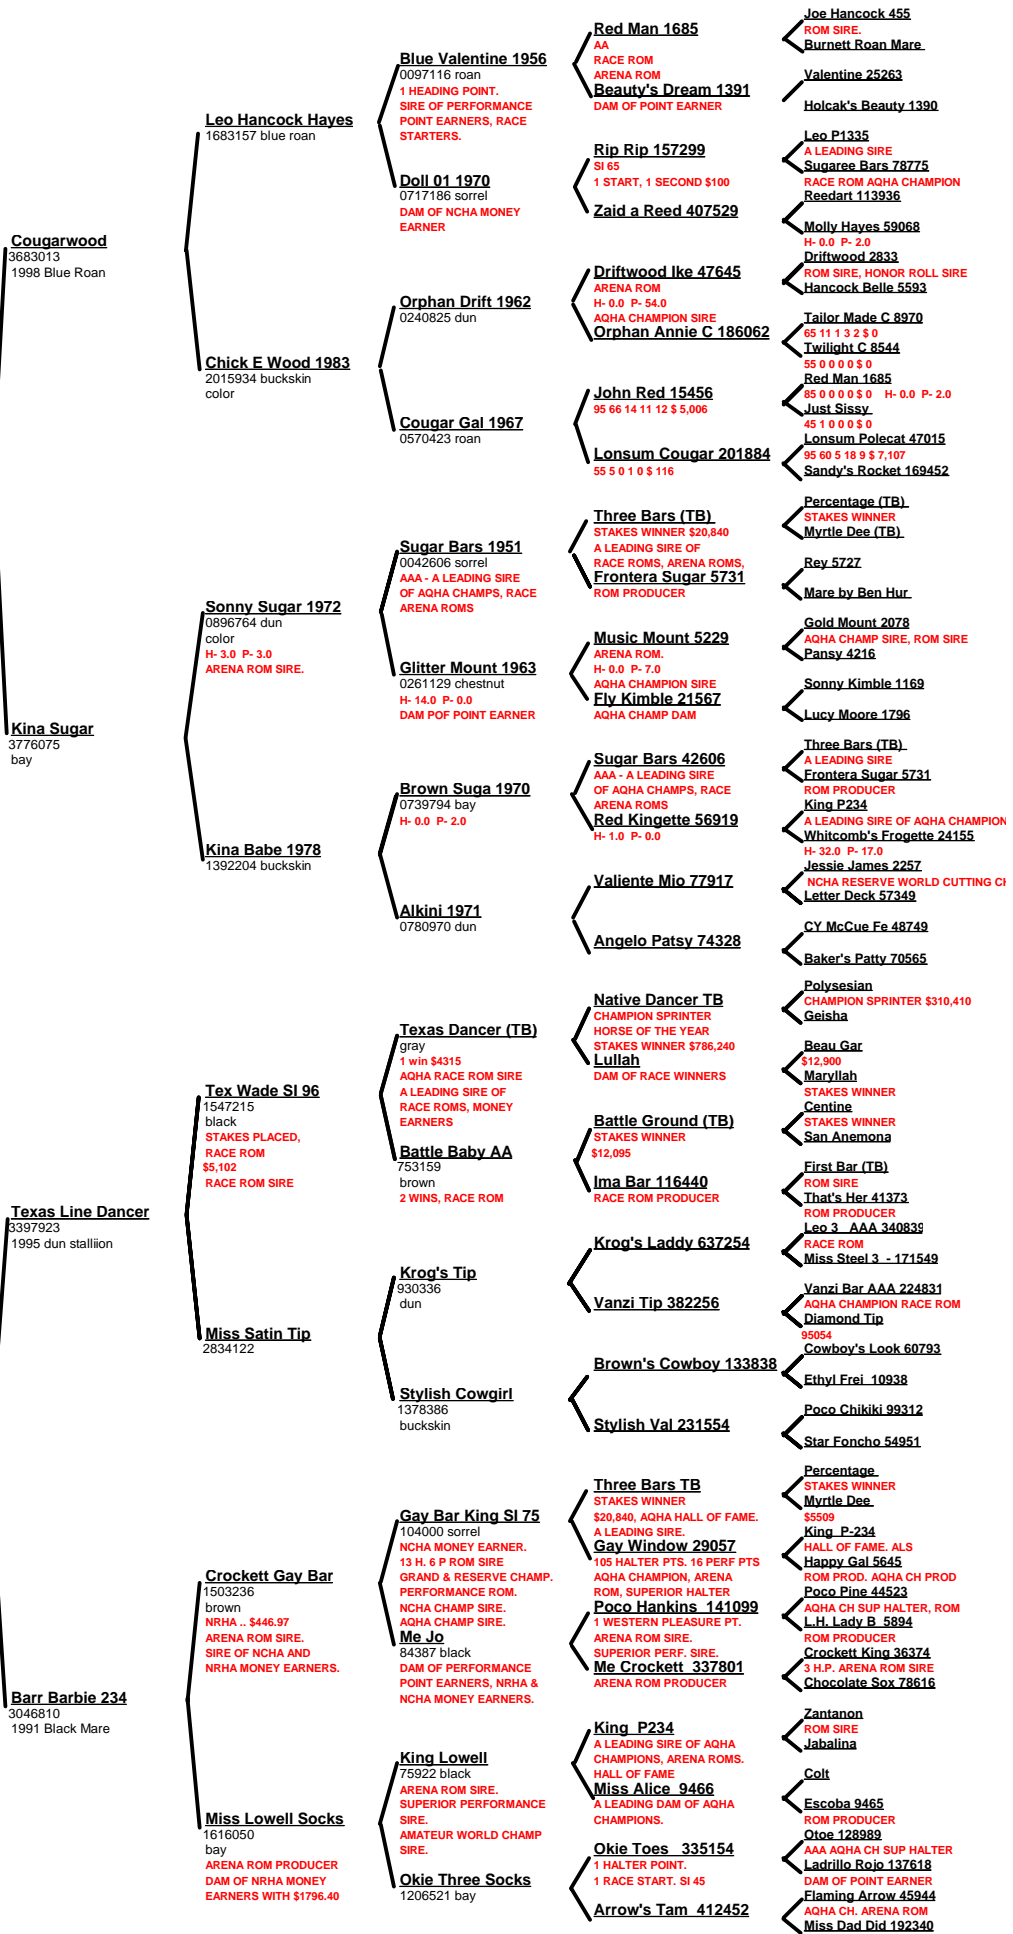 Cougarwood
3683013
1998 Blue Roan
Kina Sugar
3776075
bay
Texas Line Dancer
3397923
1995 dun stalliion
Barr Barbie 234
3046810
1991 Black Mare
Leo Hancock Hayes
1683157 blue roan
Chick E Wood 1983
2015934 buckskin
color
Sonny Sugar 1972
0896764 dun
color
H- 3.0 P- 3.0
ARENA ROM SIRE.
Kina Babe 1978
1392204 buckskin
Tex Wade SI 96
1547215
black
STAKES PLACED,
RACE ROM
$5,102
RACE ROM SIRE
Miss Satin Tip
2834122
Crockett Gay Bar
1503236
brown
NRHA .. $446.97
ARENA ROM SIRE.
SIRE OF NCHA AND
NRHA MONEY EARNERS.
Miss Lowell Socks
1616050
bay
ARENA ROM PRODUCER
DAM OF NRHA MONEY
EARNERS WITH $1796.40
Blue Valentine 1956
0097116 roan
1 HEADING POINT.
SIRE OF PERFORMANCE
POINT EARNERS, RACE
STARTERS.
Doll 01 1970
0717186 sorrel
DAM OF NCHA MONEY
EARNER
Orphan Drift 1962
0240825 dun
Cougar Gal 1967
0570423 roan
Sugar Bars 1951
0042606 sorrel
AAA - A LEADING SIRE
OF AQHA CHAMPS, RACE
ARENA ROMS
Glitter Mount 1963
0261129 chestnut
H- 14.0 P- 0.0
DAM POF POINT EARNER
Brown Suga 1970
0739794 bay
H- 0.0 P- 2.0
Alkini 1971
0780970 dun
Texas Dancer (TB)
gray
1 win $4315
AQHA RACE ROM SIRE
A LEADING SIRE OF
RACE ROMS, MONEY
EARNERS
Battle Baby AA
753159
brown
2 WINS, RACE ROM
Krog's Tip
930336
dun
Stylish Cowgirl
1378386
buckskin
Gay Bar King SI 75
104000 sorrel
NCHA MONEY EARNER.
13 H. 6 P ROM SIRE
GRAND & RESERVE CHAMP.
PERFORMANCE ROM.
NCHA CHAMP SIRE.
AQHA CHAMP SIRE.
Me Jo
84387 black
DAM OF PERFORMANCE
POINT EARNERS, NRHA &
NCHA MONEY EARNERS.
King Lowell
75922 black
ARENA ROM SIRE.
SUPERIOR PERFORMANCE
SIRE.
AMATEUR WORLD CHAMP
SIRE.
Okie Three Socks
1206521 bay
Red Man 1685
AA
RACE ROM
ARENA ROM
Beauty's Dream 1391
DAM OF POINT EARNER
Rip Rip 157299
SI 65
1 START, 1 SECOND $100
Zaid a Reed 407529
Driftwood Ike 47645
ARENA ROM
H- 0.0 P- 54.0
AQHA CHAMPION SIRE
Orphan Annie C 186062
John Red 15456
95 66 14 11 12 $ 5,006
Lonsum Cougar 201884
55 5 0 1 0 $ 116
Three Bars (TB)
STAKES WINNER $20,840
A LEADING SIRE OF
RACE ROMS, ARENA ROMS,
Frontera Sugar 5731
ROM PRODUCER
Music Mount 5229
ARENA ROM.
H- 0.0 P- 7.0
AQHA CHAMPION SIRE
Fly Kimble 21567
AQHA CHAMP DAM
Sugar Bars 42606
AAA - A LEADING SIRE
OF AQHA CHAMPS, RACE
ARENA ROMS
Red Kingette 56919
H- 1.0 P- 0.0
Valiente Mio 77917
Angelo Patsy 74328
Native Dancer TB
CHAMPION SPRINTER
HORSE OF THE YEAR
STAKES WINNER $786,240
Lullah
DAM OF RACE WINNERS
Battle Ground (TB)
STAKES WINNER
$12,095
Ima Bar 116440
RACE ROM PRODUCER
Krog's Laddy 637254
Vanzi Tip 382256
Brown's Cowboy 133838
Stylish Val 231554
Three Bars TB
STAKES WINNER
$20,840, AQHA HALL OF FAME.
A LEADING SIRE.
Gay Window 29057
105 HALTER PTS. 16 PERF PTS
AQHA CHAMPION, ARENA
ROM, SUPERIOR HALTER
Poco Hankins 141099
1 WESTERN PLEASURE PT.
ARENA ROM SIRE.
SUPERIOR PERF. SIRE.
Me Crockett 337801
ARENA ROM PRODUCER
King P234
A LEADING SIRE OF AQHA
CHAMPIONS, ARENA ROMS.
HALL OF FAME
Miss Alice 9466
A LEADING DAM OF AQHA
CHAMPIONS.
Okie Toes 335154
1 HALTER POINT.
1 RACE START. SI 45
Arrow's Tam 412452
Joe Hancock 455
ROM SIRE.
Burnett Roan Mare
Valentine 25263
Holcak's Beauty 1390
Leo P1335
A LEADING SIRE
Sugaree Bars 78775
RACE ROM AQHA CHAMPION
Reedart 113936
Molly Hayes 59068
H- 0.0 P- 2.0
Driftwood 2833
ROM SIRE, HONOR ROLL SIRE
Hancock Belle 5593
Tailor Made C 8970
65 11 1 3 2 $ 0
Twilight C 8544
55 0 0 0 0 $ 0
Red Man 1685
85 0 0 0 0 $ 0 H- 0.0 P- 2.0
Just Sissy
45 1 0 0 0 $ 0
Lonsum Polecat 47015
95 60 5 18 9 $ 7,107
Sandy's Rocket 169452
Percentage (TB)
STAKES WINNER
Myrtle Dee (TB)
Rey 5727
Mare by Ben Hur
Gold Mount 2078
AQHA CHAMP SIRE, ROM SIRE
Pansy 4216
Sonny Kimble 1169
Lucy Moore 1796
Three Bars (TB)
A LEADING SIRE
Frontera Sugar 5731
ROM PRODUCER
King P234
A LEADING SIRE OF AQHA CHAMPION
Whitcomb's Frogette 24155
H- 32.0 P- 17.0
Jessie James 2257
NCHA RESERVE WORLD CUTTING CH
Letter Deck 57349
CY McCue Fe 48749
Baker's Patty 70565
Polysesian
CHAMPION SPRINTER $310,410
Geisha
Beau Gar
$12,900
Maryllah
STAKES WINNER
Centine
STAKES WINNER
San Anemona
First Bar (TB)
ROM SIRE
That's Her 41373
ROM PRODUCER
Leo 3 AAA 340839
RACE ROM
Miss Steel 3 - 171549
Vanzi Bar AAA 224831
AQHA CHAMPION RACE ROM
Diamond Tip
95054
Cowboy's Look 60793
Ethyl Frei 10938
Poco Chikiki 99312
Star Foncho 54951
Percentage
STAKES WINNER
Myrtle Dee
$5509
King P-234
HALL OF FAME. ALS
Happy Gal 5645
ROM PROD. AQHA CH PROD
Poco Pine 44523
AQHA CH SUP HALTER, ROM
L.H. Lady B 5894
ROM PRODUCER
Crockett King 36374
3 H.P. ARENA ROM SIRE
Chocolate Sox 78616
Zantanon
ROM SIRE
Jabalina
Colt
Escoba 9465
ROM PRODUCER
Otoe 128989
AAA AQHA CH SUP HALTER
Ladrillo Rojo 137618
DAM OF POINT EARNER
Flaming Arrow 45944
AQHA CH. ARENA ROM
Miss Dad Did 192340